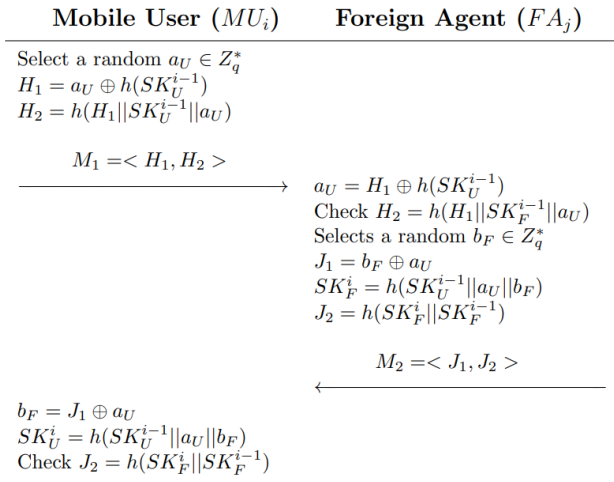 Mobile User (MUᵢ) Foreign Agent (FAⱼ)
Select a random a_U ∈ Z_q^*
H_1 = a_U ⊕ h(SK_U^{i−1})
H_2 = h(H_1||SK_U^{i−1}||a_U)
M_1 =< H_1, H_2 >
a_U = H_1 ⊕ h(SK_U^{i−1})
Check H_2 = h(H_1||SK_F^{i−1}||a_U)
Selects a random b_F ∈ Z_q^*
J_1 = b_F ⊕ a_U
SK_F^i = h(SK_U^{i−1}||a_U||b_F)
J_2 = h(SK_F^i||SK_F^{i−1})
M_2 =< J_1, J_2 >
b_F = J_1 ⊕ a_U
SK_U^i = h(SK_U^{i−1}||a_U||b_F)
Check J_2 = h(SK_F^i||SK_F^{i−1})